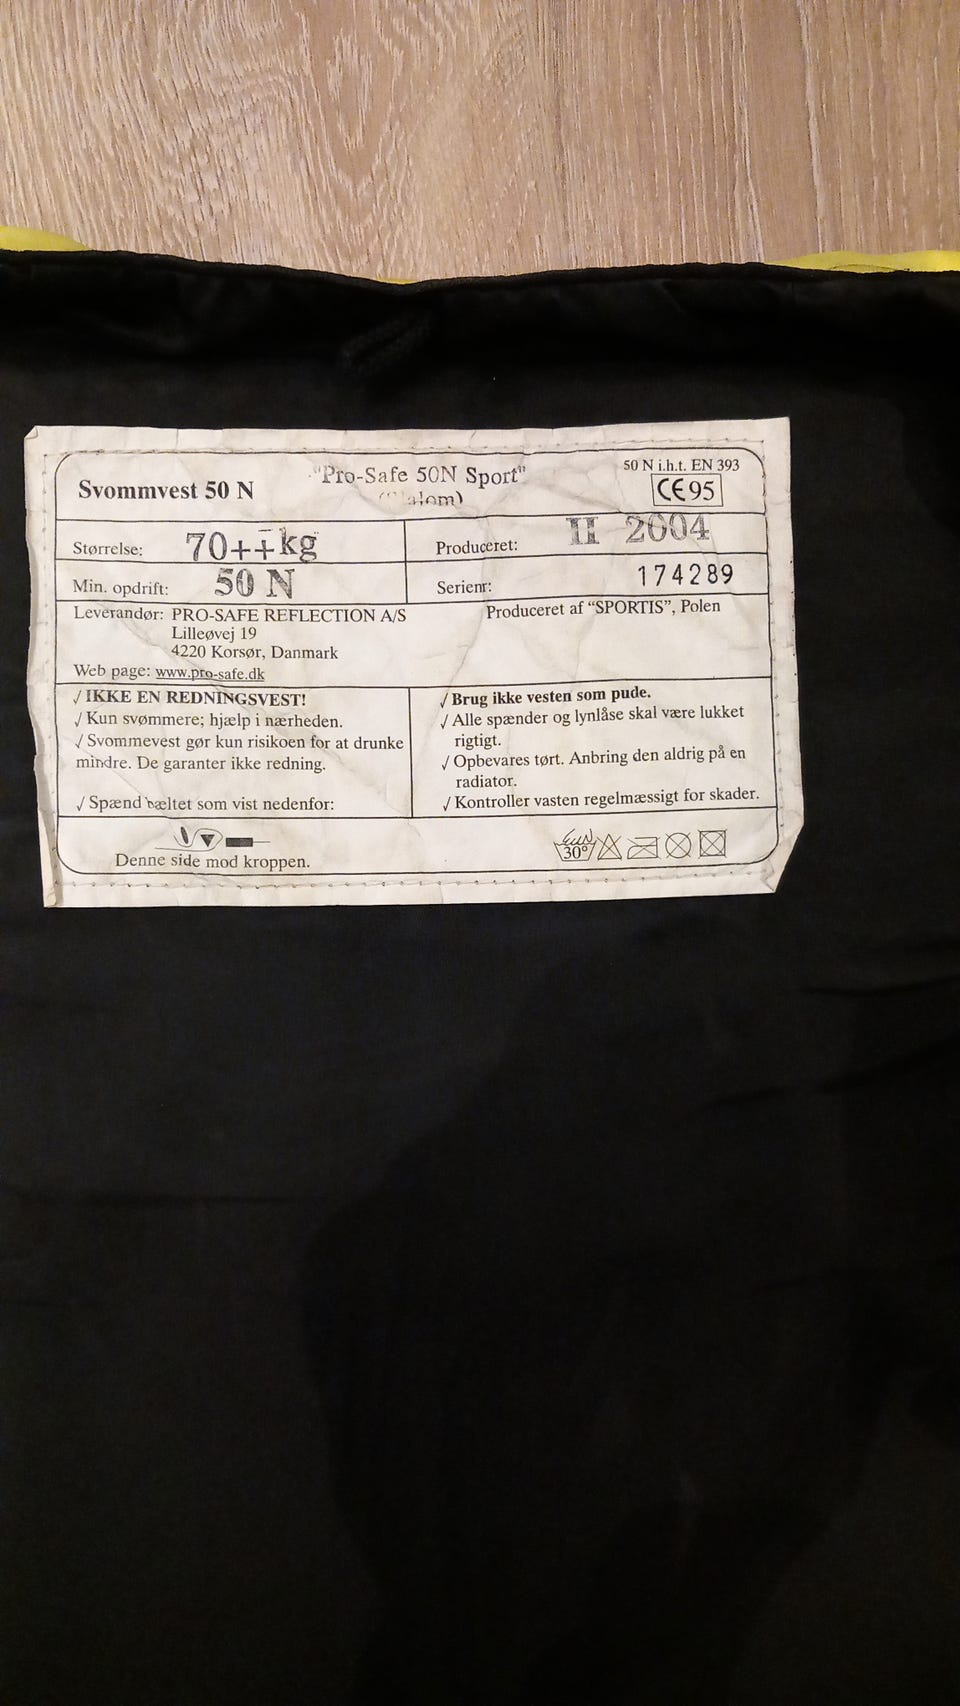 Svommvest 50 N
"Pro-Safe 50N Sport"
50 N i.h.t. EN 393
CE95
Størrelse: 70++kg
Produceret: II 2004
Min. opdrift: 50 N
Serienr: 174289
Leverandør: PRO-SAFE REFLECTION A/S
Lilleøvej 19
4220 Korsør, Danmark
Web page: www.pro-safe.dk
Produceret af “SPORTIS”, Polen
√ IKKE EN REDNINGSVEST!
√ Kun svømmere; hjælp i nærheden.
√ Svommevest gør kun risikoen for at drunke
mindre. De garanter ikke redning.
√ Spænd bæltet som vist nedenfor:
√ Brug ikke vesten som pude.
√ Alle spænder og lynlåse skal være lukket
rigtigt.
√ Opbevares tørt. Anbring den aldrig på en
radiator.
√ Kontroller vasten regelmæssigt for skader.
Denne side mod kroppen.
30°